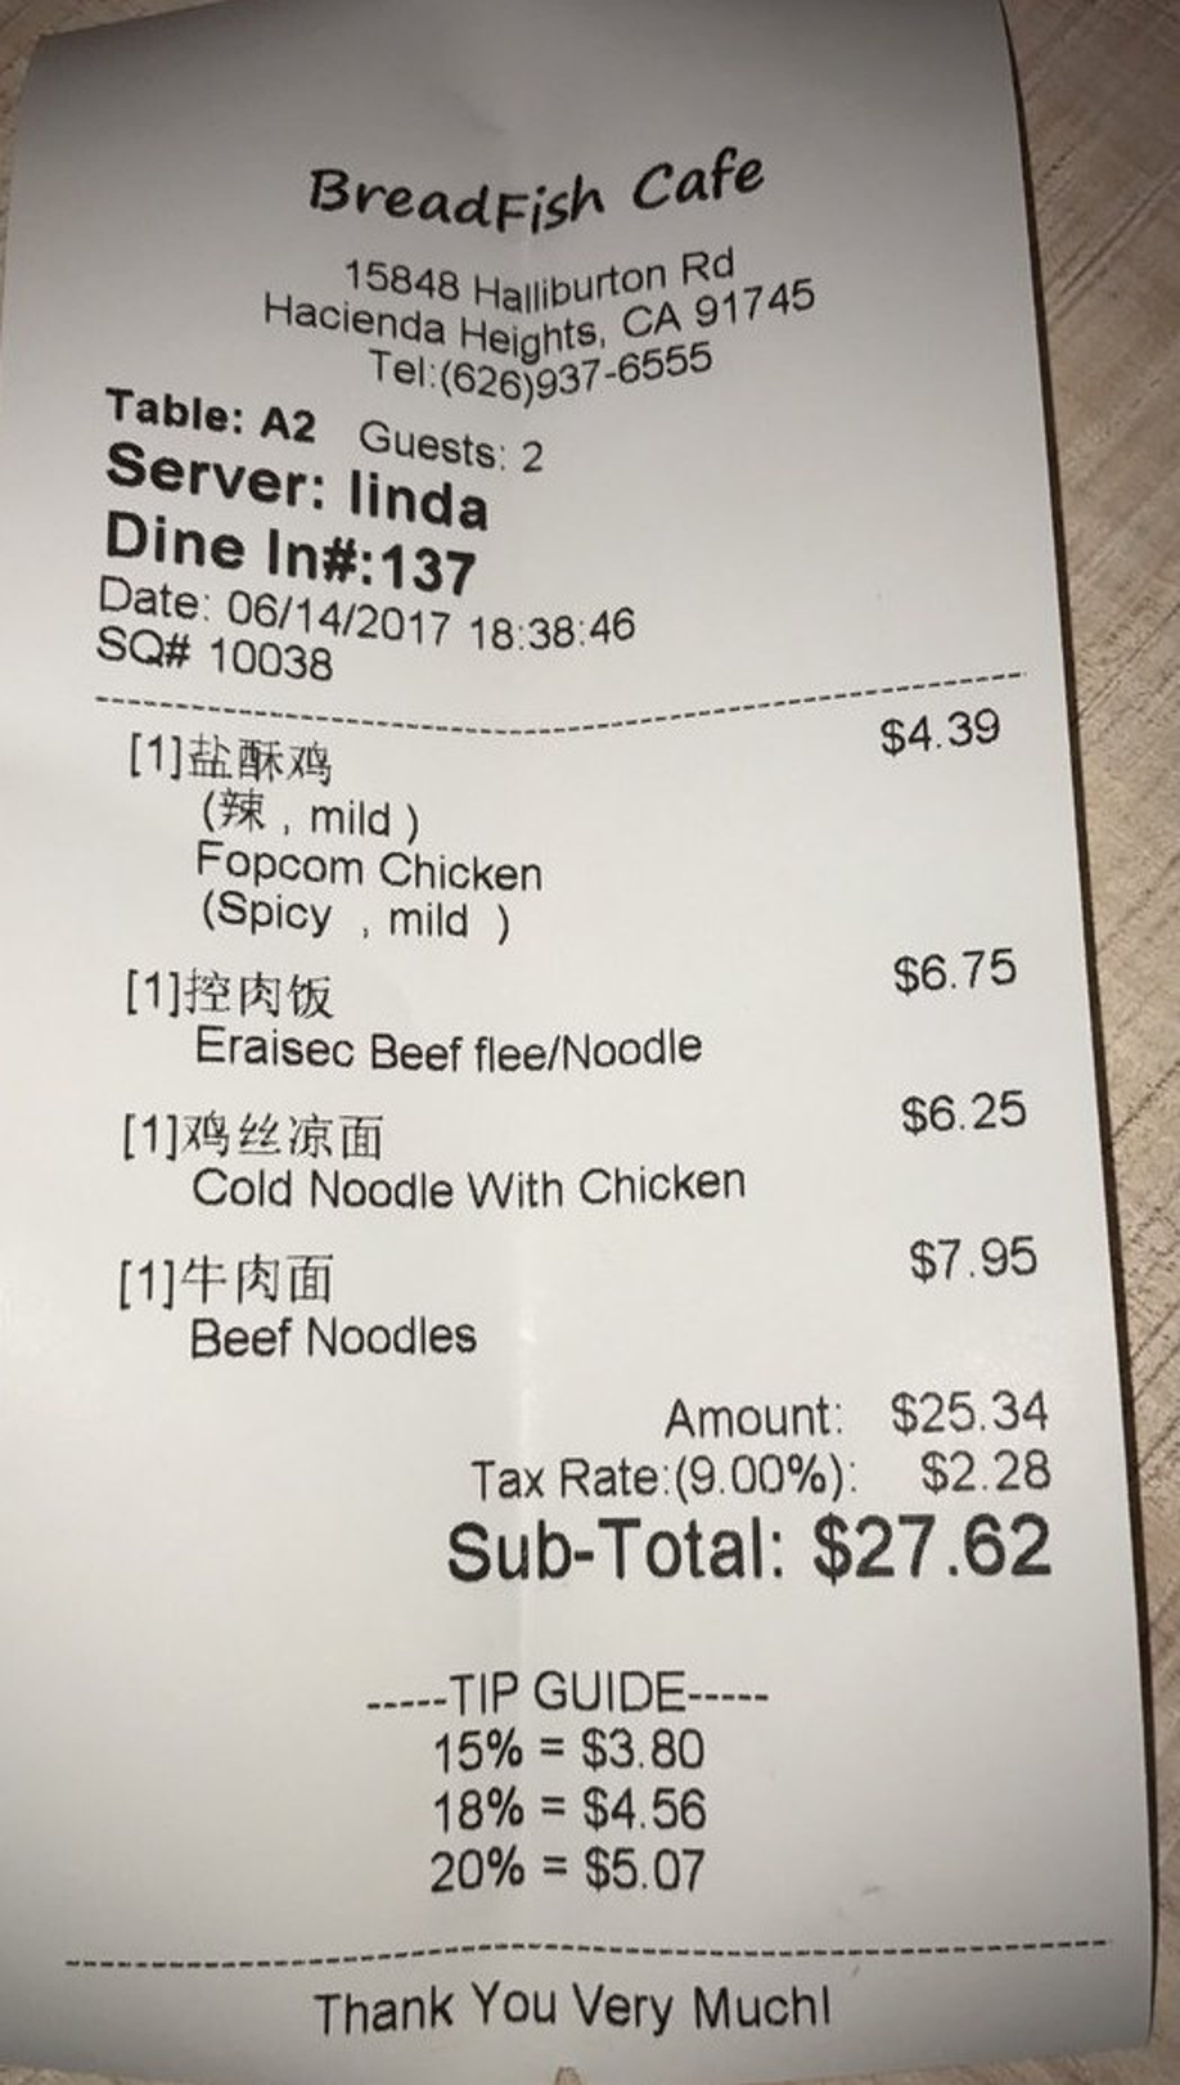 BreadFish Cafe
15848 Halliburton Rd
Hacienda Heights, CA 91745
Tel:(626)937-6555
Table: A2 Guests: 2
Server: linda
Dine In#:137
Date: 06/14/2017 18:38:46
SQ# 10038
[1]盐酥鸡 $4.39
(辣 , mild )
Fopcom Chicken
(Spicy , mild )
[1]控肉饭 $6.75
Eraisec Beef flee/Noodle
[1]鸡丝凉面 $6.25
Cold Noodle With Chicken
[1]牛肉面 $7.95
Beef Noodles
Amount: $25.34
Tax Rate:(9.00%): $2.28
Sub-Total: $27.62
-----TIP GUIDE-----
15% = $3.80
18% = $4.56
20% = $5.07
Thank You Very Much!